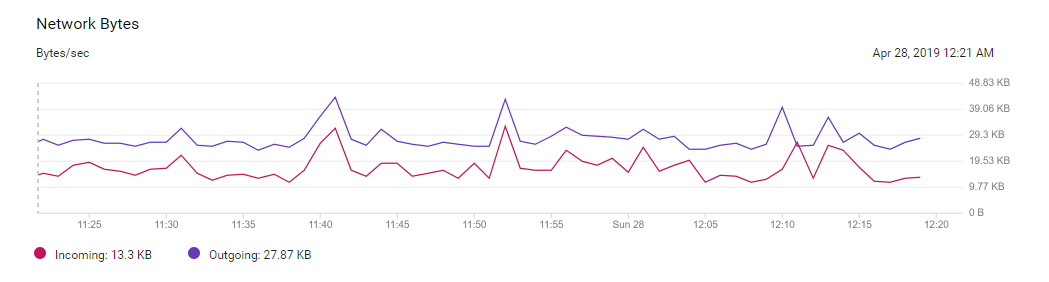 Network Bytes
Bytes/sec Apr 28, 2019 12:21 AM
48.83 KB
39.06 KB
29.3 KB
19.53 KB
9.77 KB
0 B
11:25 11:30 11:35 11:40 11:45 11:50 11:55 Sun 28 12:05 12:10 12:15 12:20
Incoming: 13.3 KB Outgoing: 27.87 KB